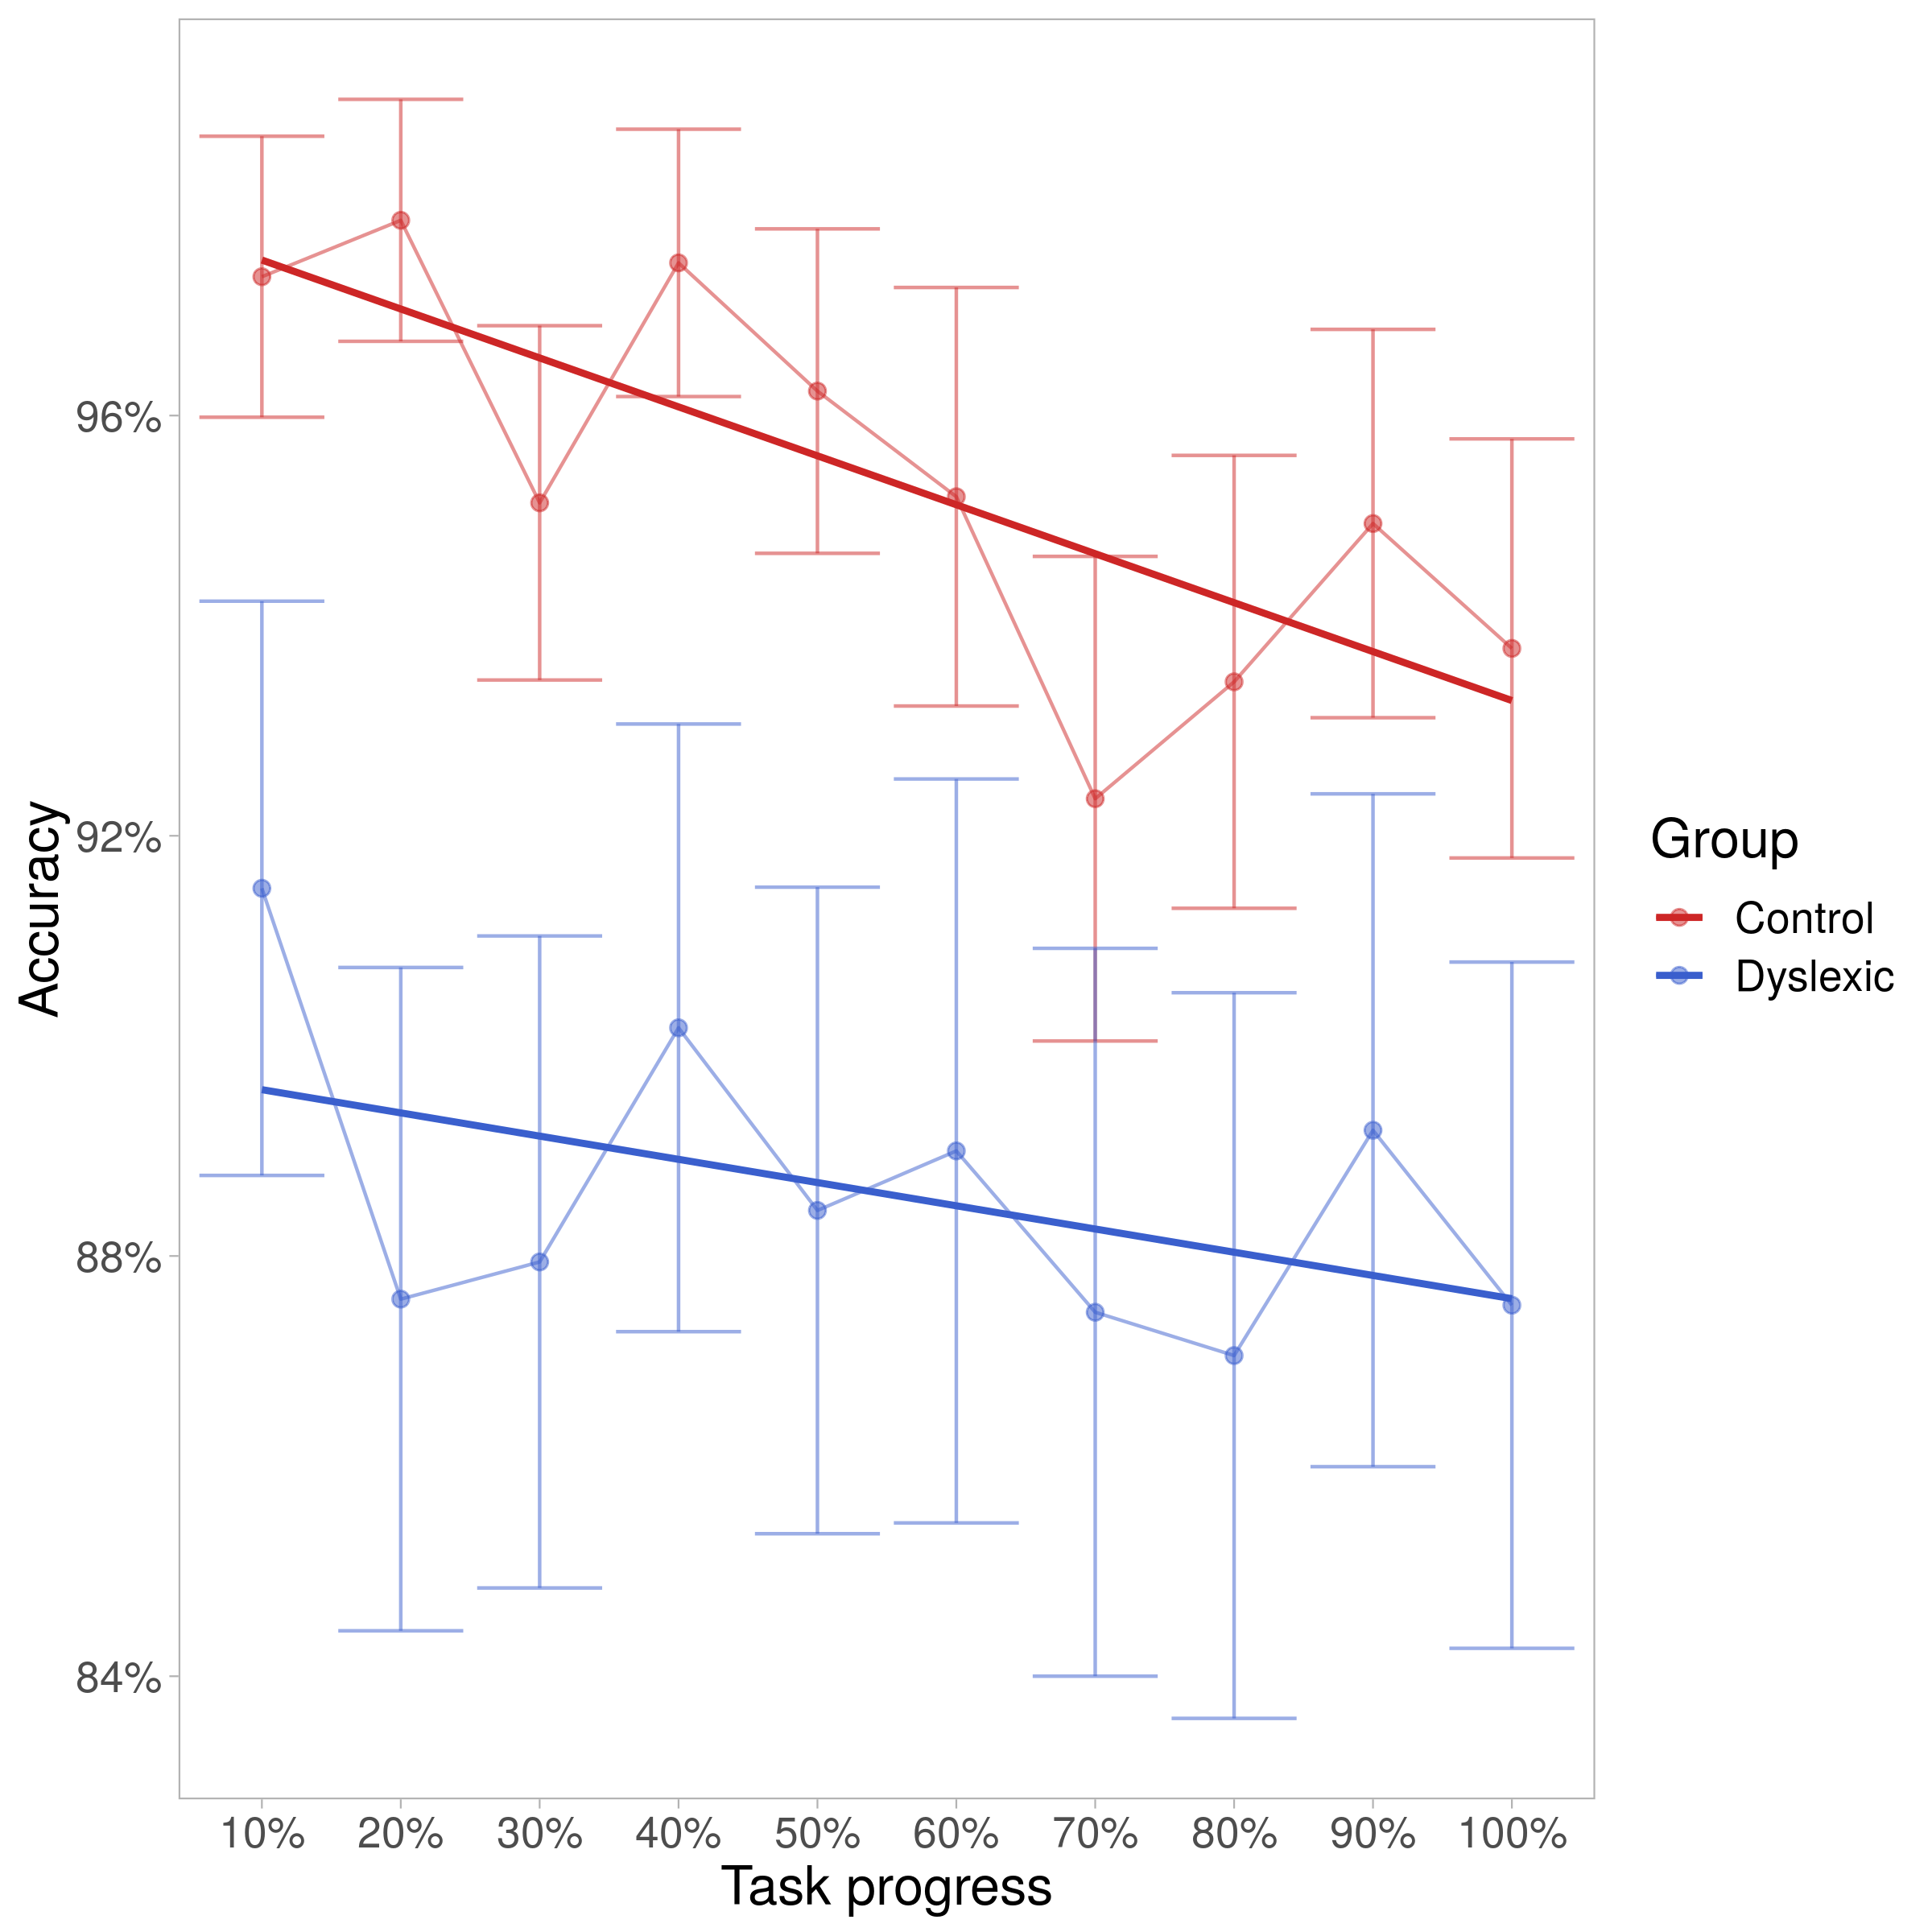 Accuracy
96%
92%
88%
84%
10% 20% 30% 40% 50% 60% 70% 80% 90% 100%
Task progress
Group
Control
Dyslexic